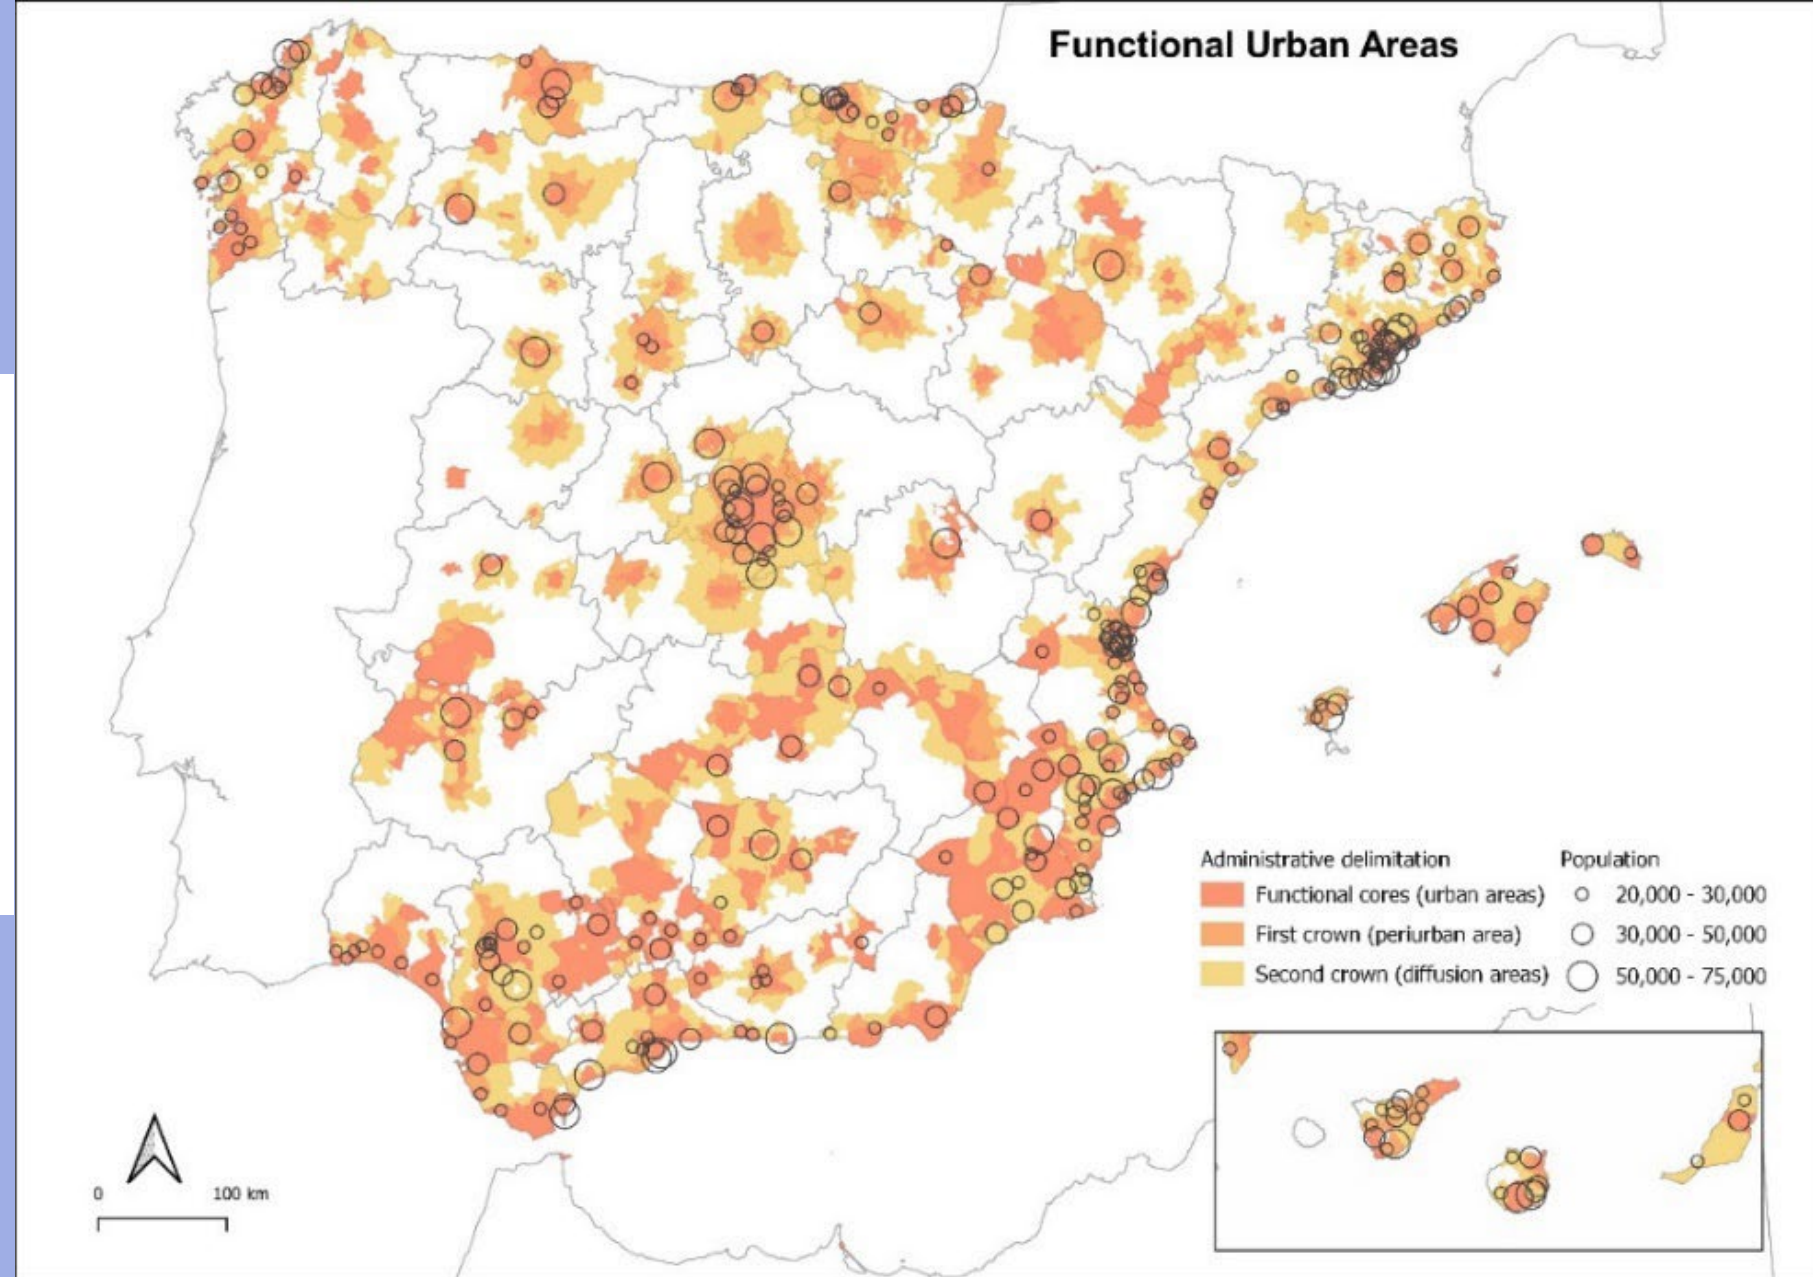 Functional Urban Areas
Administrative delimitation
Functional cores (urban areas)
First crown (periurban area)
Second crown (diffusion areas)
Population
20,000 - 30,000
30,000 - 50,000
50,000 - 75,000
0 100 km